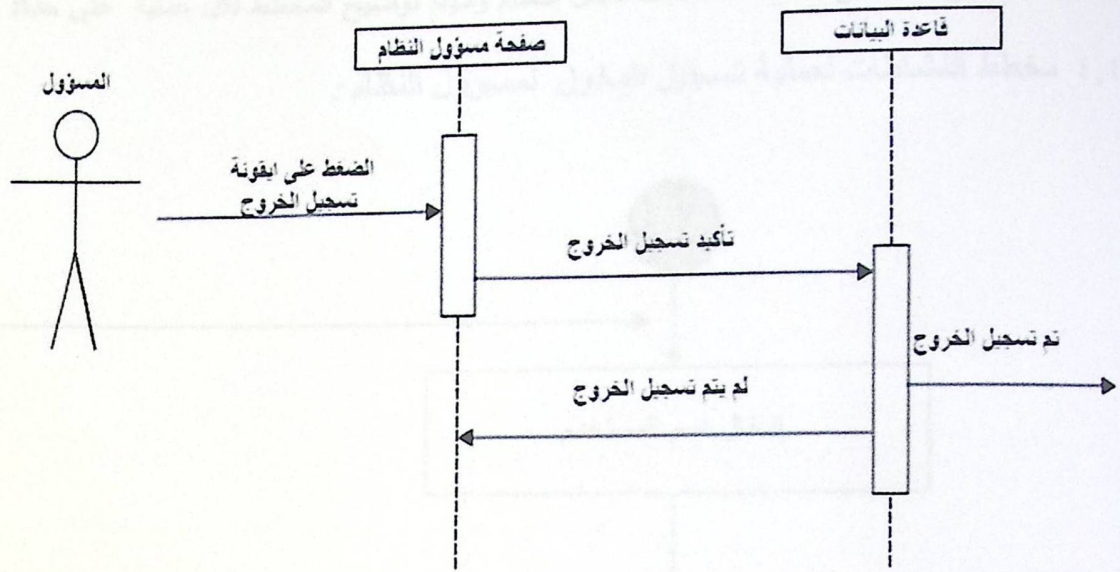 قاعدة البيانات
صفحة مسؤول النظام
المسؤول
الضغط على ايقونة
تسجيل الخروج
تأكيد تسجيل الخروج
تم تسجيل الخروج
لم يتم تسجيل الخروج